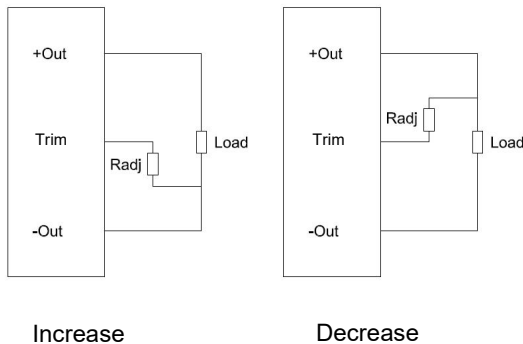 +Out
Trim
Radj
Load
-Out
Increase
+Out
Radj
Trim
Load
-Out
Decrease